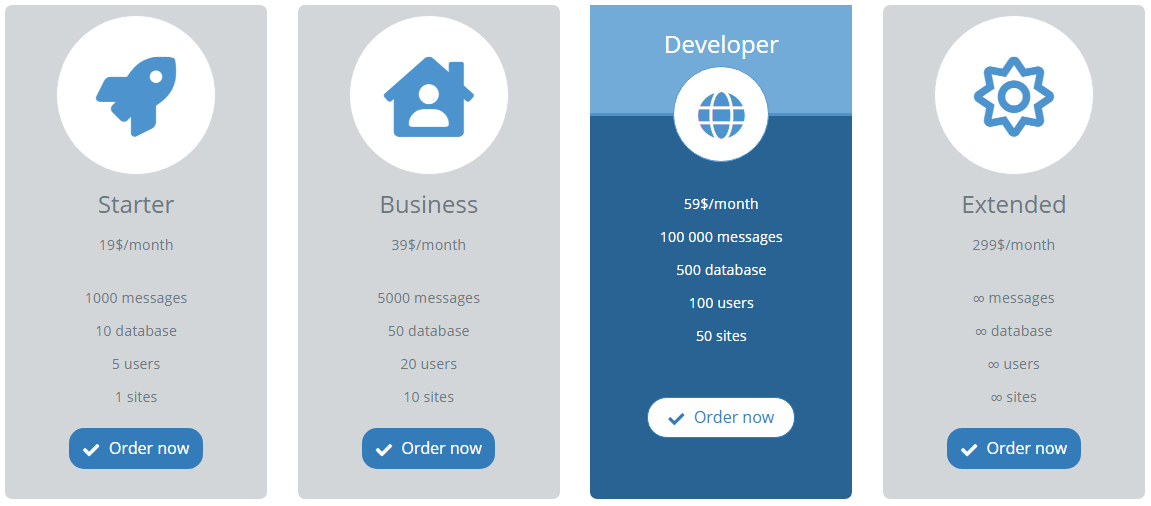 Starter
19$/month
1000 messages
10 database
5 users
1 sites
Order now
Business
39$/month
5000 messages
50 database
20 users
10 sites
Order now
Developer
59$/month
100 000 messages
500 database
100 users
50 sites
Order now
Extended
299$/month
∞ messages
∞ database
∞ users
∞ sites
Order now